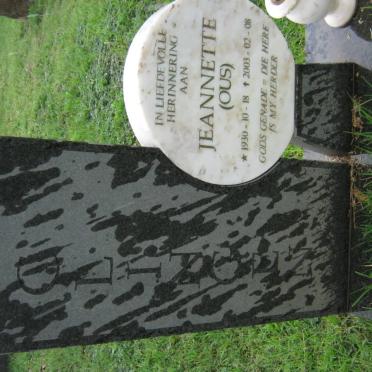 IN LIEFDEVOLLE
HERINNERING
AAN
JEANNETTE
(OUS)
★ 1930 - 10 - 18 ✝ 2003 - 02 - 08
GODS GENADE - DIE HERE
IS MY HERDER